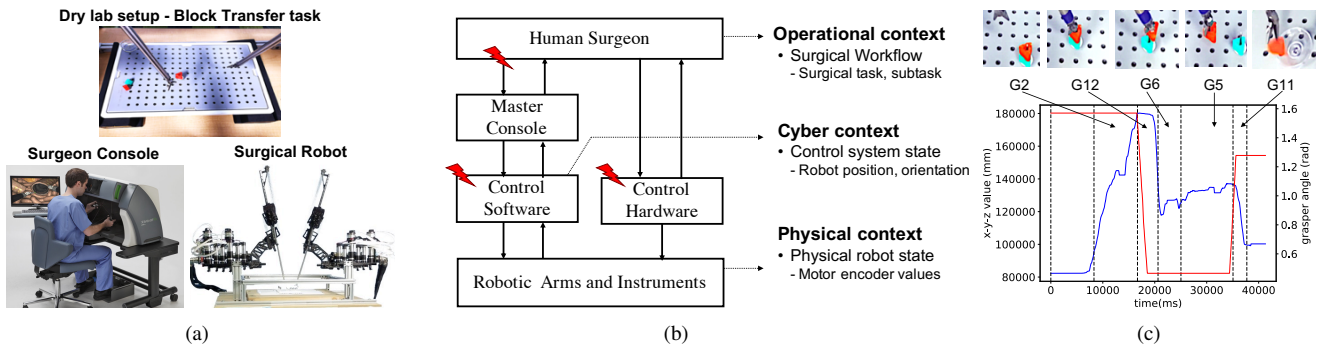 Dry lab setup - Block Transfer task
Surgeon Console
Surgical Robot
(a)
Human Surgeon
Master
Console
Control
Software
Control
Hardware
Robotic Arms and Instruments
Operational context
• Surgical Workflow
- Surgical task, subtask
Cyber context
• Control system state
- Robot position, orientation
Physical context
• Physical robot state
- Motor encoder values
(b)
G2 G12 G6 G5 G11
x-y-z value (mm)
180000
160000
140000
120000
100000
80000
1.6
1.4
1.2
1.0
0.8
0.6
grasper angle (rad)
0 10000 20000 30000 40000
time(ms)
(c)